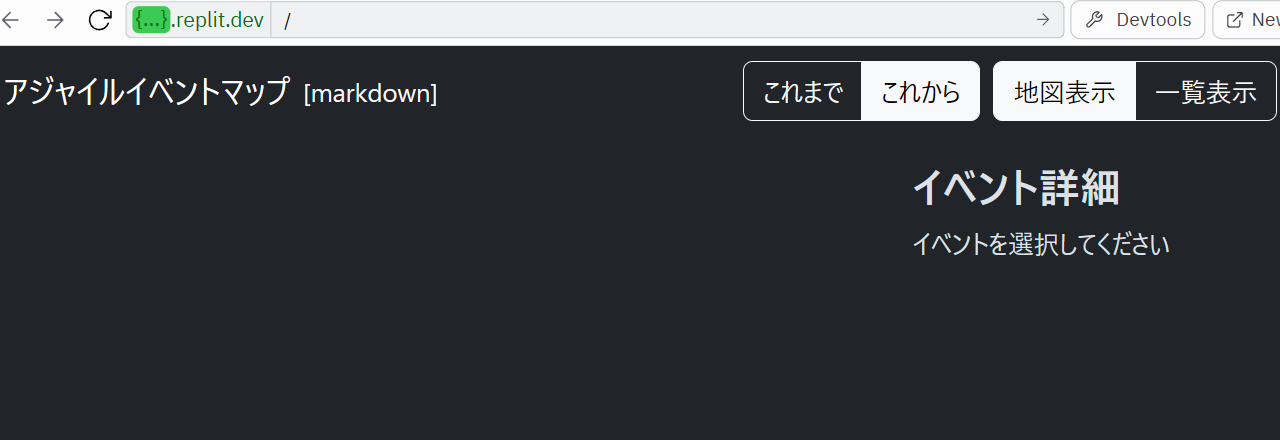 {...}.replit.dev / Devtools New
アジャイルイベントマップ [markdown] これまで これから 地図表示 一覧表示
イベント詳細
イベントを選択してください